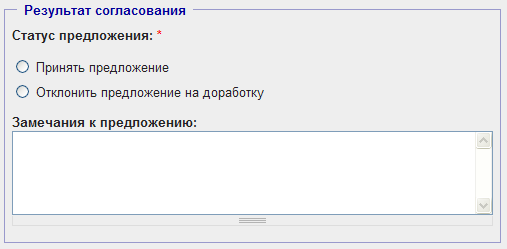 Результат согласования
Статус предложения: *
Принять предложение
Отклонить предложение на доработку
Замечания к предложению: